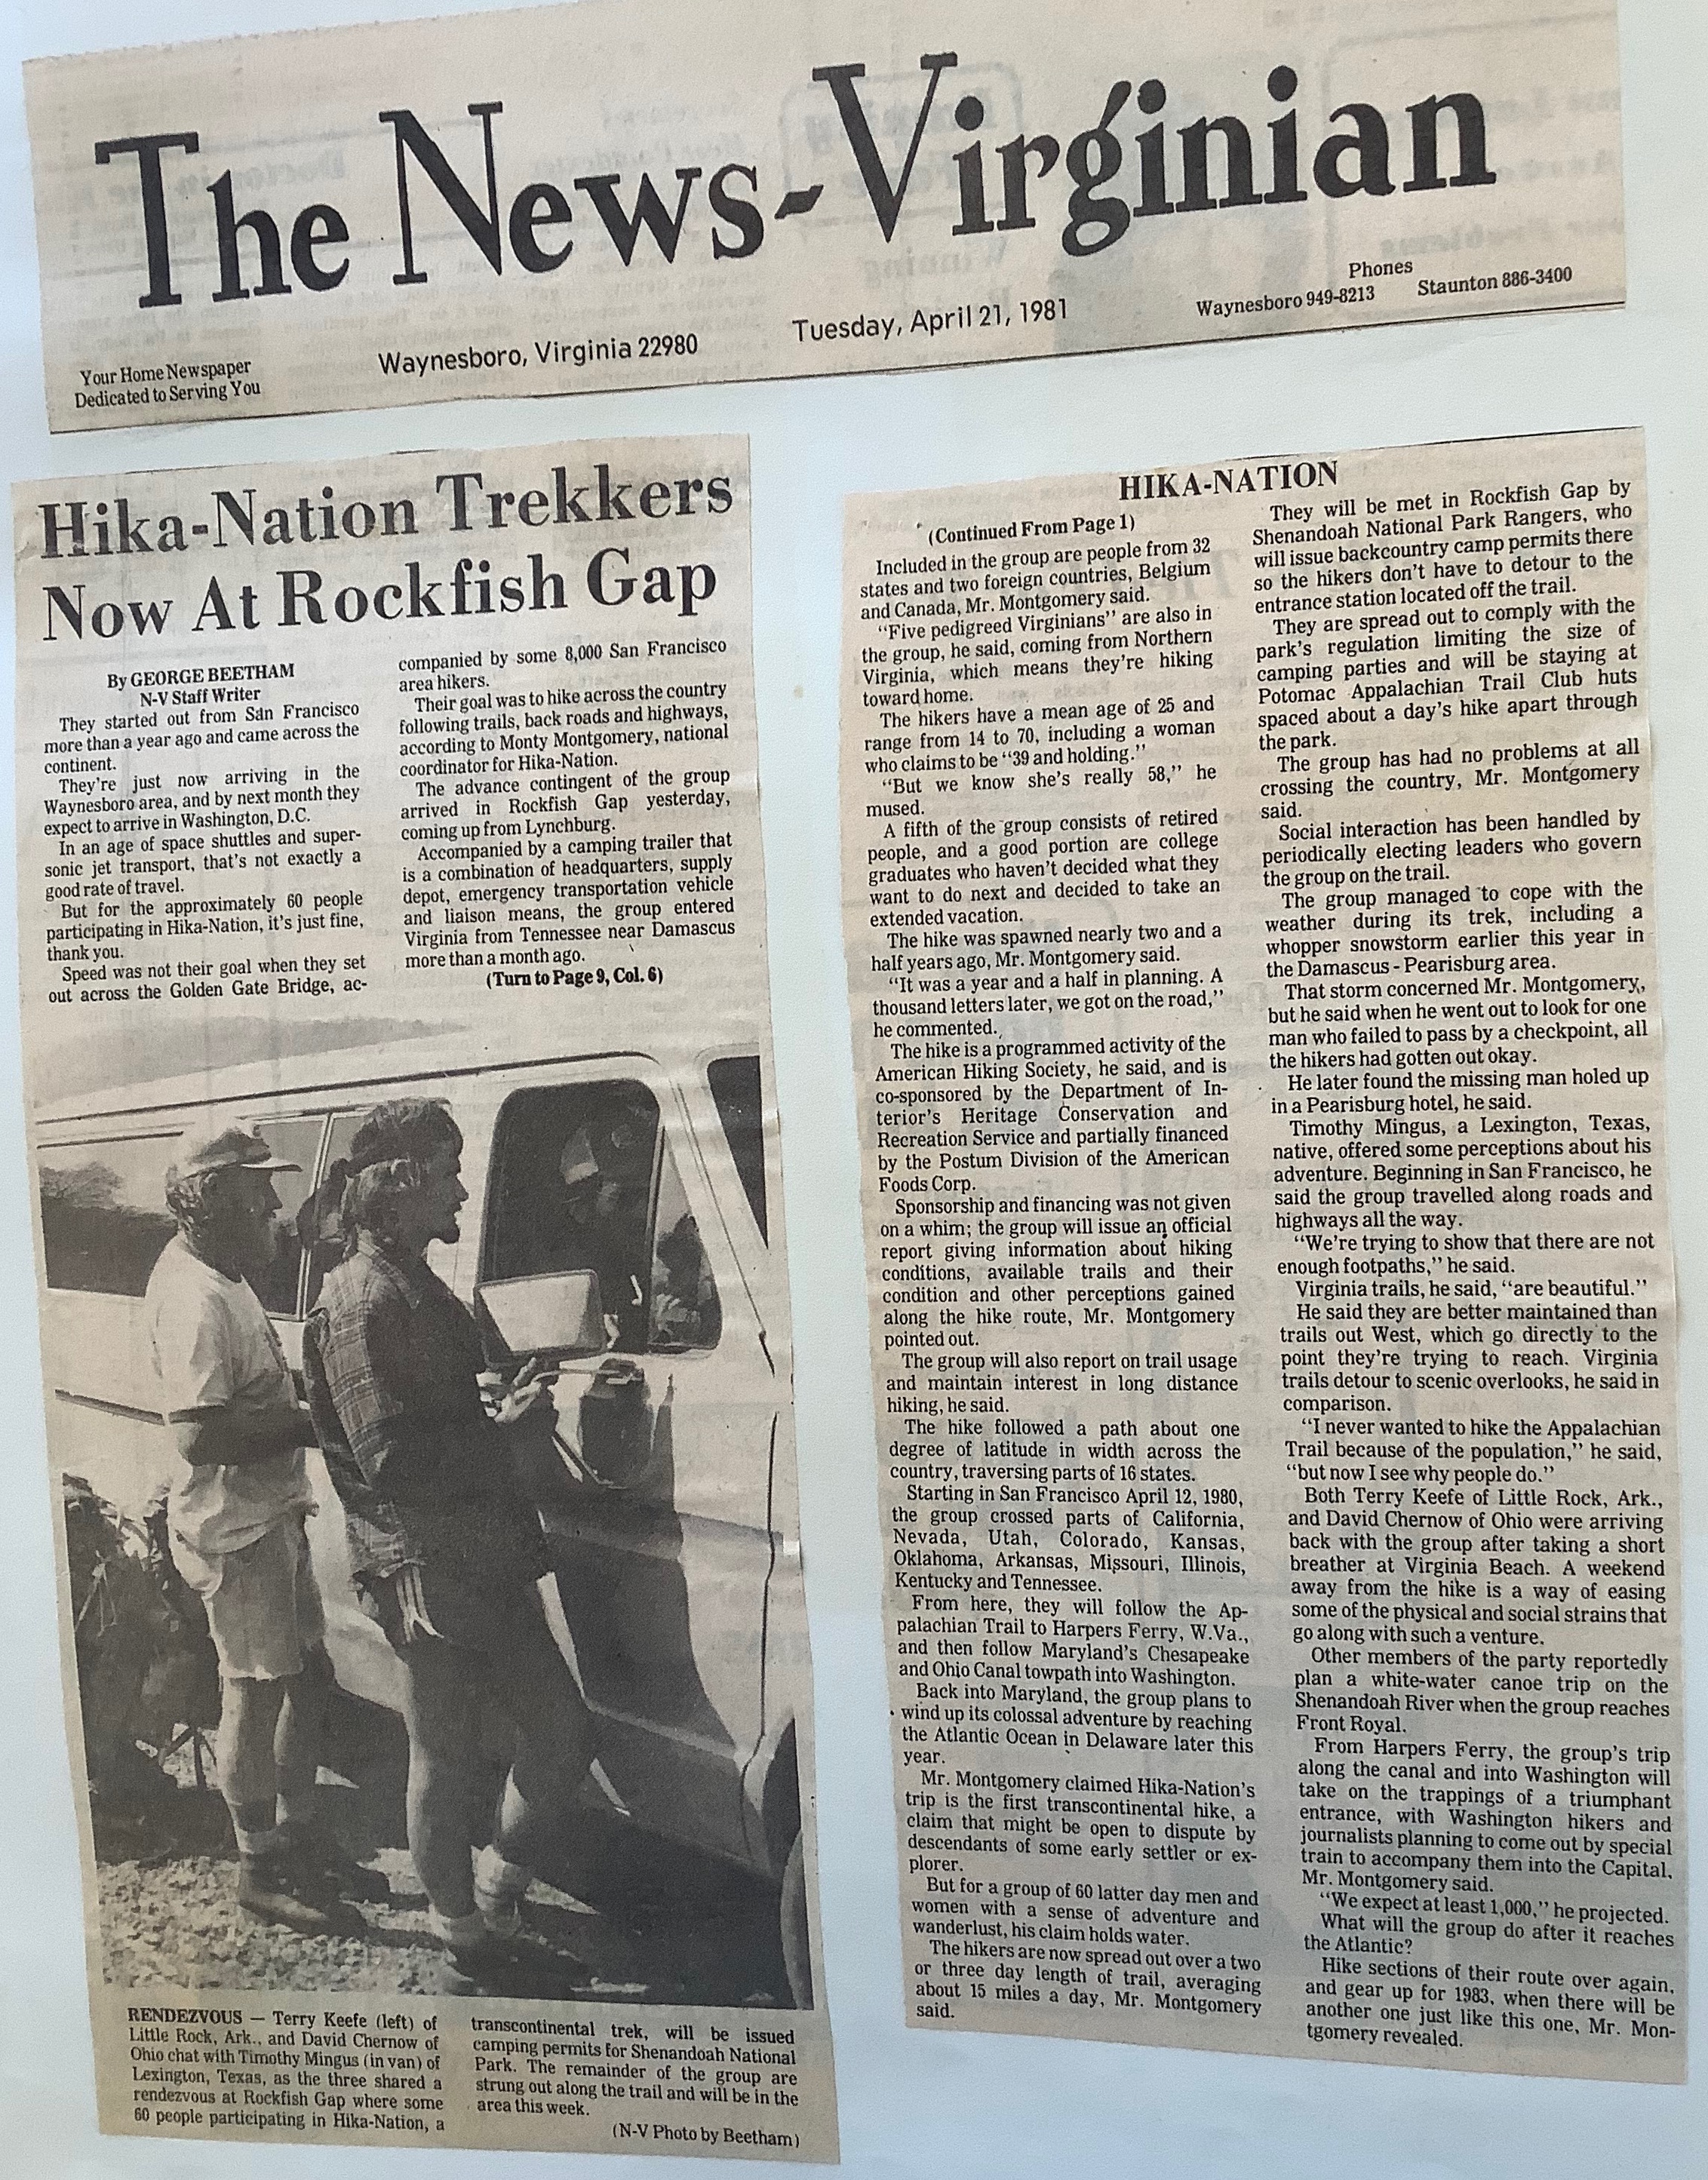 The News-Virginian
Your Home Newspaper
Dedicated to Serving You
Waynesboro, Virginia 22980
Tuesday, April 21, 1981
Phones
Waynesboro 949-8213
Staunton 886-3400
Hika-Nation Trekkers
Now At Rockfish Gap
By GEORGE BEETHAM
N-V Staff Writer
They started out from San Francisco
more than a year ago and came across the
continent.
They're just now arriving in the
Waynesboro area, and by next month they
expect to arrive in Washington, D.C.
In an age of space shuttles and super-
sonic jet transport, that's not exactly a
good rate of travel.
But for the approximately 60 people
participating in Hika-Nation, it's just fine,
thank you.
Speed was not their goal when they set
out across the Golden Gate Bridge, ac-
companied by some 8,000 San Francisco
area hikers.
Their goal was to hike across the country
following trails, back roads and highways,
according to Monty Montgomery, national
coordinator for Hika-Nation.
The advance contingent of the group
arrived in Rockfish Gap yesterday,
coming up from Lynchburg.
Accompanied by a camping trailer that
is a combination of headquarters, supply
depot, emergency transportation vehicle
and liaison means, the group entered
Virginia from Tennessee near Damascus
more than a month ago.
(Turn to Page 9, Col. 6)
RENDEZVOUS — Terry Keefe (left) of
Little Rock, Ark., and David Chernow of
Ohio chat with Timothy Mingus (in van) of
Lexington, Texas, as the three shared a
rendezvous at Rockfish Gap where some
60 people participating in Hika-Nation, a
transcontinental trek, will be issued
camping permits for Shenandoah National
Park. The remainder of the group are
strung out along the trail and will be in the
area this week.
(N-V Photo by Beetham)
HIKA-NATION
(Continued From Page 1)
Included in the group are people from 32
states and two foreign countries, Belgium
and Canada, Mr. Montgomery said.
"Five pedigreed Virginians" are also in
the group, he said, coming from Northern
Virginia, which means they're hiking
toward home.
The hikers have a mean age of 25 and
range from 14 to 70, including a woman
who claims to be "39 and holding."
"But we know she's really 58," he
mused.
A fifth of the group consists of retired
people, and a good portion are college
graduates who haven't decided what they
want to do next and decided to take an
extended vacation.
The hike was spawned nearly two and a
half years ago, Mr. Montgomery said.
"It was a year and a half in planning. A
thousand letters later, we got on the road,"
he commented.
The hike is a programmed activity of the
American Hiking Society, he said, and is
co-sponsored by the Department of In-
terior's Heritage Conservation and
Recreation Service and partially financed
by the Postum Division of the American
Foods Corp.
Sponsorship and financing was not given
on a whim; the group will issue an official
report giving information about hiking
conditions, available trails and their
condition and other perceptions gained
along the hike route, Mr. Montgomery
pointed out.
The group will also report on trail usage
and maintain interest in long distance
hiking, he said.
The hike followed a path about one
degree of latitude in width across the
country, traversing parts of 16 states.
Starting in San Francisco April 12, 1980,
the group crossed parts of California,
Nevada, Utah, Colorado, Kansas,
Oklahoma, Arkansas, Missouri, Illinois,
Kentucky and Tennessee.
From here, they will follow the Ap-
palachian Trail to Harpers Ferry, W.Va.,
and then follow Maryland's Chesapeake
and Ohio Canal towpath into Washington.
Back into Maryland, the group plans to
wind up its colossal adventure by reaching
the Atlantic Ocean in Delaware later this
year.
Mr. Montgomery claimed Hika-Nation's
trip is the first transcontinental hike, a
claim that might be open to dispute by
descendants of some early settler or ex-
plorer.
But for a group of 60 latter day men and
women with a sense of adventure and
wanderlust, his claim holds water.
The hikers are now spread out over a two
or three day length of trail, averaging
about 15 miles a day, Mr. Montgomery
said.
They will be met in Rockfish Gap by
Shenandoah National Park Rangers, who
will issue backcountry camp permits there
so the hikers don't have to detour to the
entrance station located off the trail.
They are spread out to comply with the
park's regulation limiting the size of
camping parties and will be staying at
Potomac Appalachian Trail Club huts
spaced about a day's hike apart through
the park.
The group has had no problems at all
crossing the country, Mr. Montgomery
said.
Social interaction has been handled by
periodically electing leaders who govern
the group on the trail.
The group managed to cope with the
weather during its trek, including a
whopper snowstorm earlier this year in
the Damascus - Pearisburg area.
That storm concerned Mr. Montgomery,
but he said when he went out to look for one
man who failed to pass by a checkpoint, all
the hikers had gotten out okay.
He later found the missing man holed up
in a Pearisburg hotel, he said.
Timothy Mingus, a Lexington, Texas,
native, offered some perceptions about his
adventure. Beginning in San Francisco, he
said the group travelled along roads and
highways all the way.
"We're trying to show that there are not
enough footpaths," he said.
Virginia trails, he said, "are beautiful."
He said they are better maintained than
trails out West, which go directly to the
point they're trying to reach. Virginia
trails detour to scenic overlooks, he said in
comparison.
"I never wanted to hike the Appalachian
Trail because of the population," he said,
"but now I see why people do."
Both Terry Keefe of Little Rock, Ark.,
and David Chernow of Ohio were arriving
back with the group after taking a short
breather at Virginia Beach. A weekend
away from the hike is a way of easing
some of the physical and social strains that
go along with such a venture.
Other members of the party reportedly
plan a white-water canoe trip on the
Shenandoah River when the group reaches
Front Royal.
From Harpers Ferry, the group's trip
along the canal and into Washington will
take on the trappings of a triumphant
entrance, with Washington hikers and
journalists planning to come out by special
train to accompany them into the Capital,
Mr. Montgomery said.
"We expect at least 1,000," he projected.
What will the group do after it reaches
the Atlantic?
Hike sections of their route over again,
and gear up for 1983, when there will be
another one just like this one, Mr. Mon-
tgomery revealed.